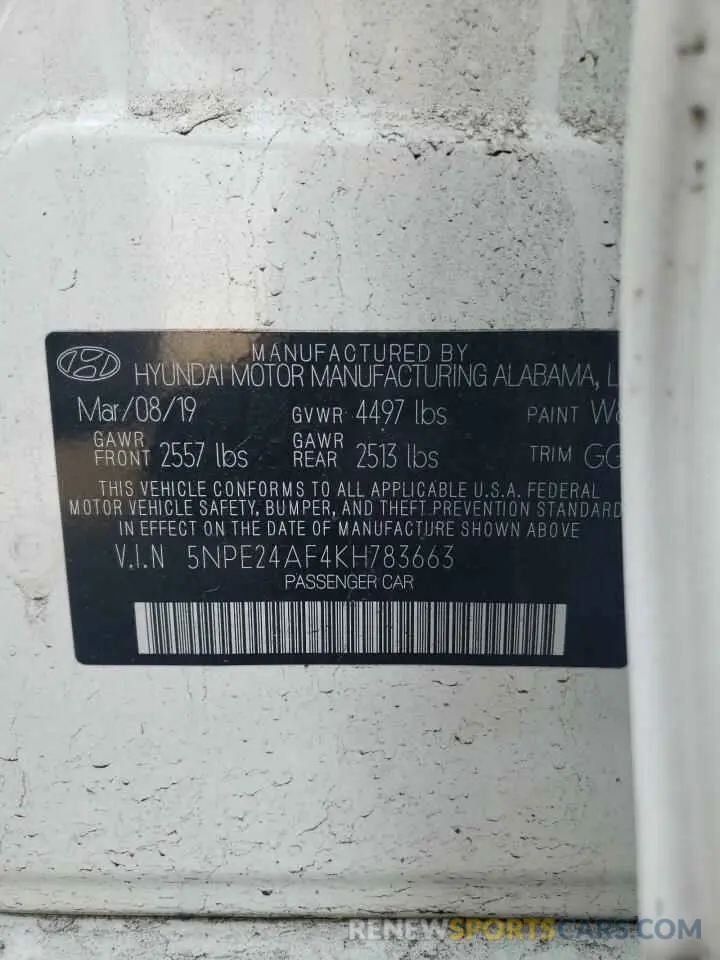 MANUFACTURED BY
HYUNDAI MOTOR MANUFACTURING ALABAMA, L
Mar/08/19 GVWR 4497 lbs PAINT
GAWR FRONT 2557 lbs GAWR REAR 2513 lbs TRIM GG
THIS VEHICLE CONFORMS TO ALL APPLICABLE U.S.A. FEDERAL
MOTOR VEHICLE SAFETY, BUMPER, AND THEFT PREVENTION STANDARD
IN EFFECT ON THE DATE OF MANUFACTURE SHOWN ABOVE
V.I.N 5NPE24AF4KH783663
PASSENGER CAR
RENEWSPORTSCARS.COM